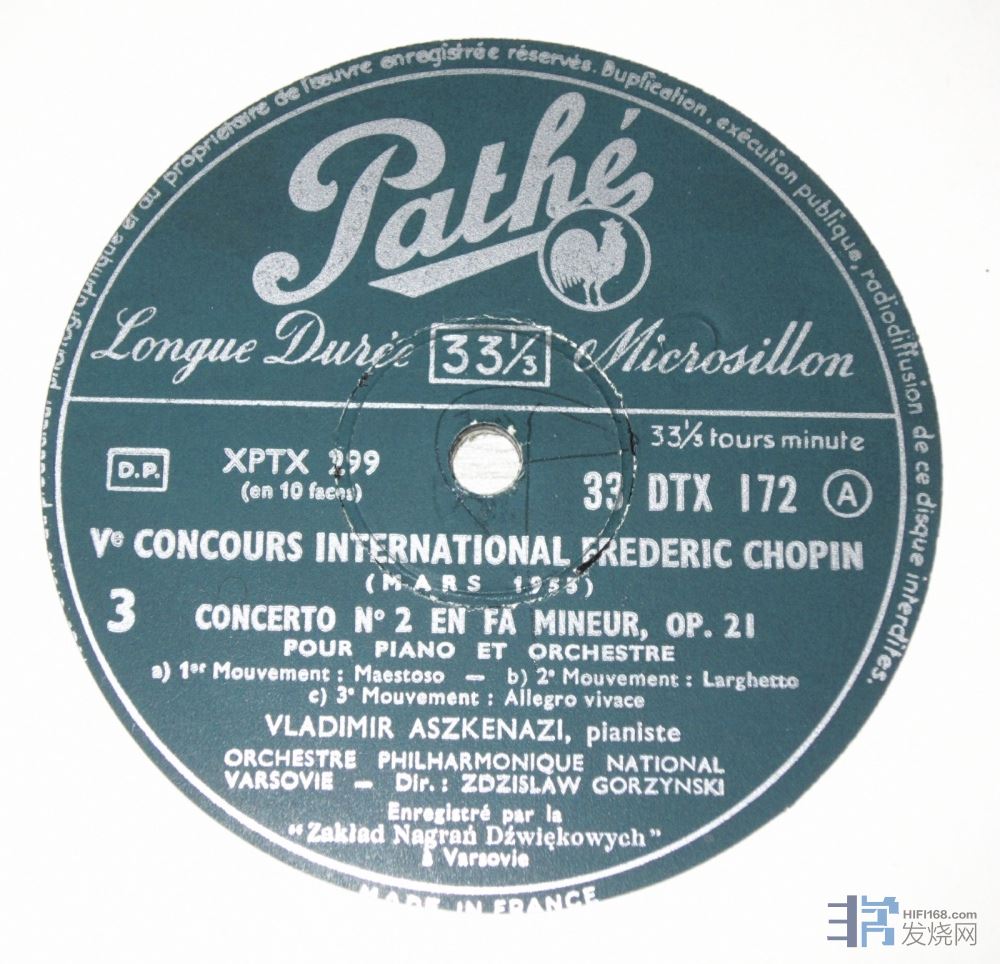 phonographique et du propriétaire de l'œuvre enregistrée réservés. Duplication, exécution publique, radiodiffusion de ce disque interdites.
Pathé
Longue Durée 33⅓ Microsillon
33⅓ tours minute
D.P.
XPTX 299
(en 10 faces)
33 DTX 172 A
Ve CONCOURS INTERNATIONAL FREDERIC CHOPIN
(MARS 1955)
3
CONCERTO No 2 EN FA MINEUR, OP. 21
POUR PIANO ET ORCHESTRE
a) 1er Mouvement : Maestoso — b) 2e Mouvement : Larghetto
c) 3e Mouvement : Allegro vivace
VLADIMIR ASZKENAZI, pianiste
ORCHESTRE PHILHARMONIQUE NATIONAL
VARSOVIE — Dir. : ZDZISLAW GORZYNSKI
Enregistré par la
"Zakład Nagrań Dźwiękowych"
à Varsovie
MADE IN FRANCE
HIFI168.com
发烧网